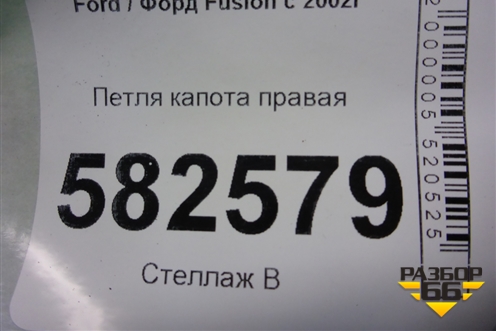 Ford / Форд Fusion с 2002г
Петля капота правая
582579
Стеллаж В
2000005520525
РАЗБОР
66